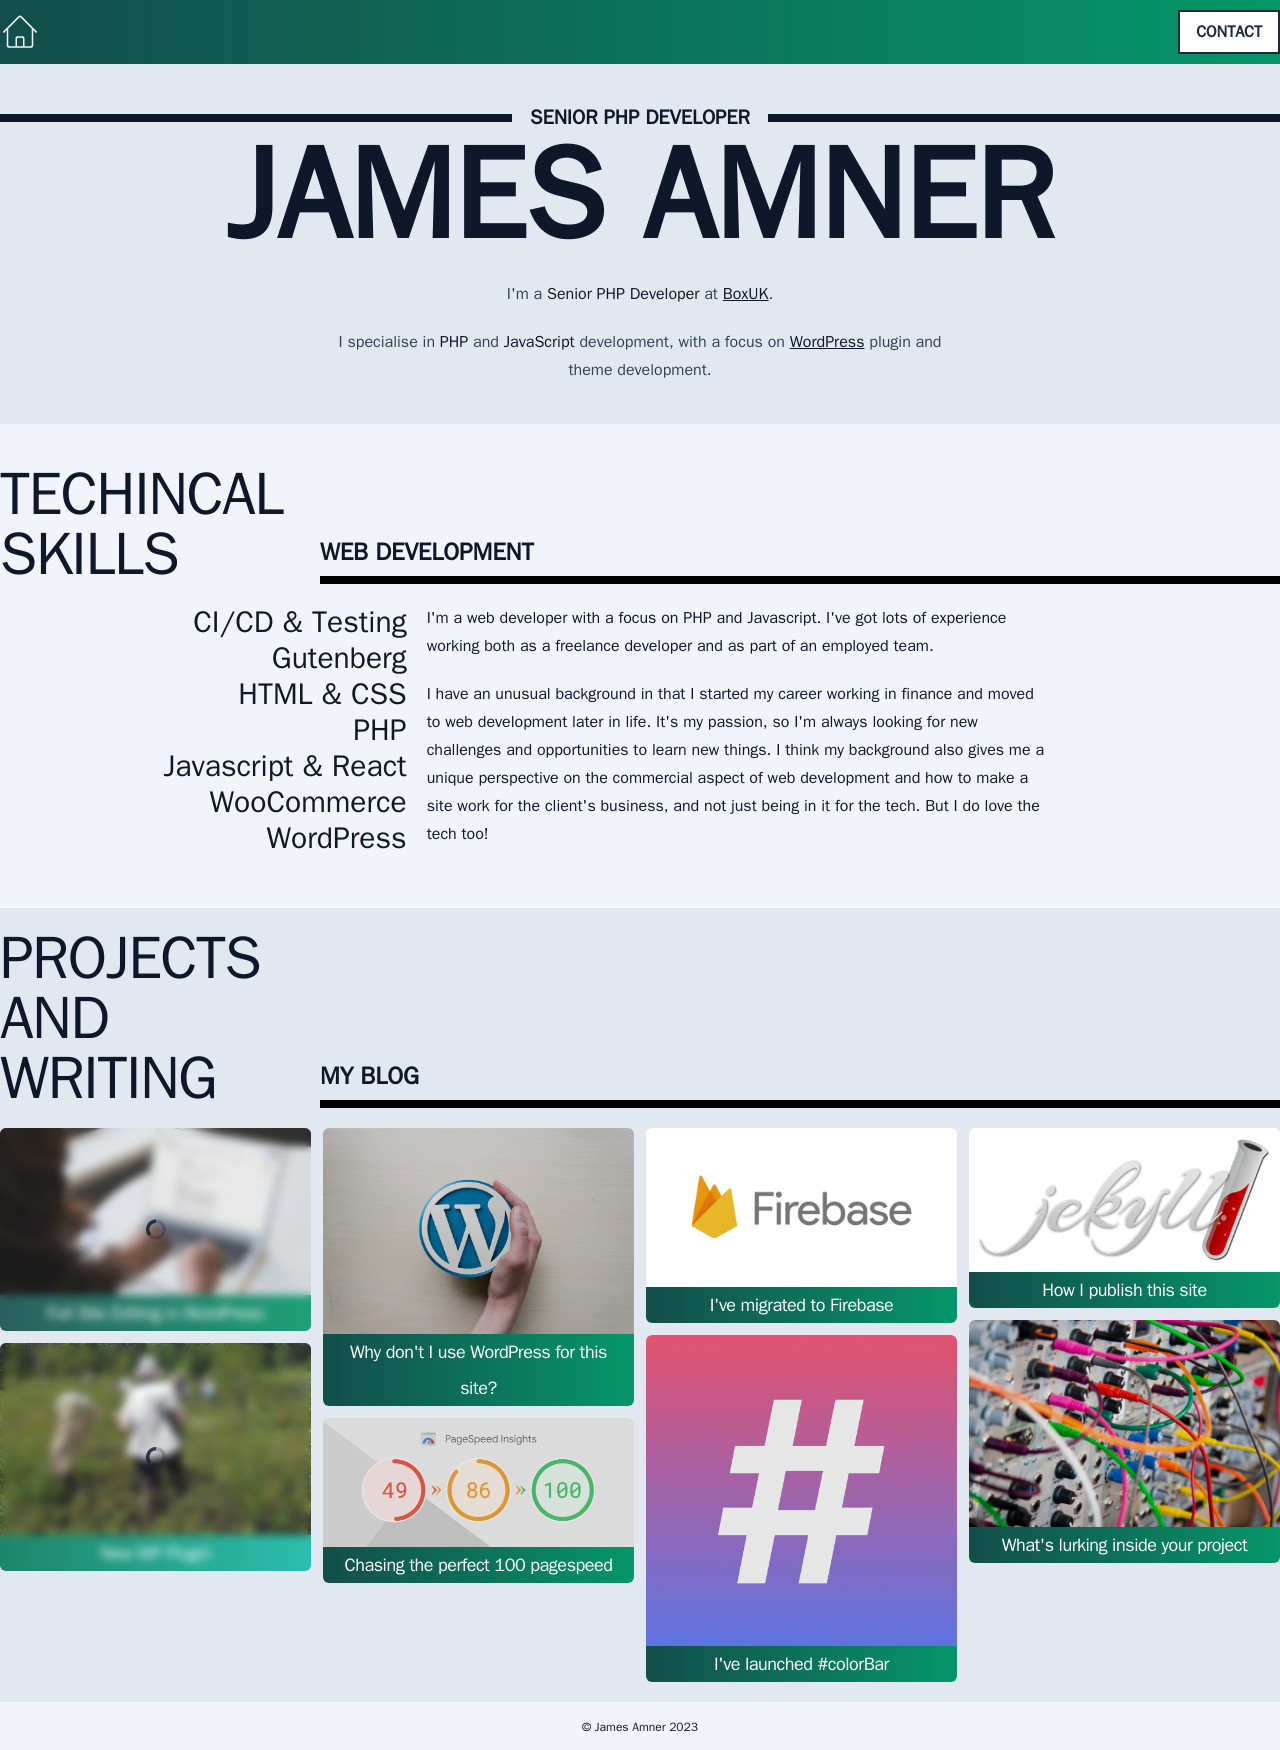 CONTACT
SENIOR PHP DEVELOPER
JAMES AMNER
I'm a Senior PHP Developer at BoxUK.
I specialise in PHP and JavaScript development, with a focus on WordPress plugin and
theme development.
TECHINCAL
SKILLS
WEB DEVELOPMENT
CI/CD & Testing
Gutenberg
HTML & CSS
PHP
Javascript & React
WooCommerce
WordPress
I'm a web developer with a focus on PHP and Javascript. I've got lots of experience
working both as a freelance developer and as part of an employed team.
I have an unusual background in that I started my career working in finance and moved
to web development later in life. It's my passion, so I'm always looking for new
challenges and opportunities to learn new things. I think my background also gives me a
unique perspective on the commercial aspect of web development and how to make a
site work for the client's business, and not just being in it for the tech. But I do love the
tech too!
PROJECTS
AND
WRITING
MY BLOG
Full Site Editing in WordPress
New WP Plugin
W
Why don't I use WordPress for this
site?
PageSpeed Insights
49 » 86 » 100
Chasing the perfect 100 pagespeed
Firebase
I've migrated to Firebase
#
I've launched #colorBar
jekyll
How I publish this site
What's lurking inside your project
© James Amner 2023